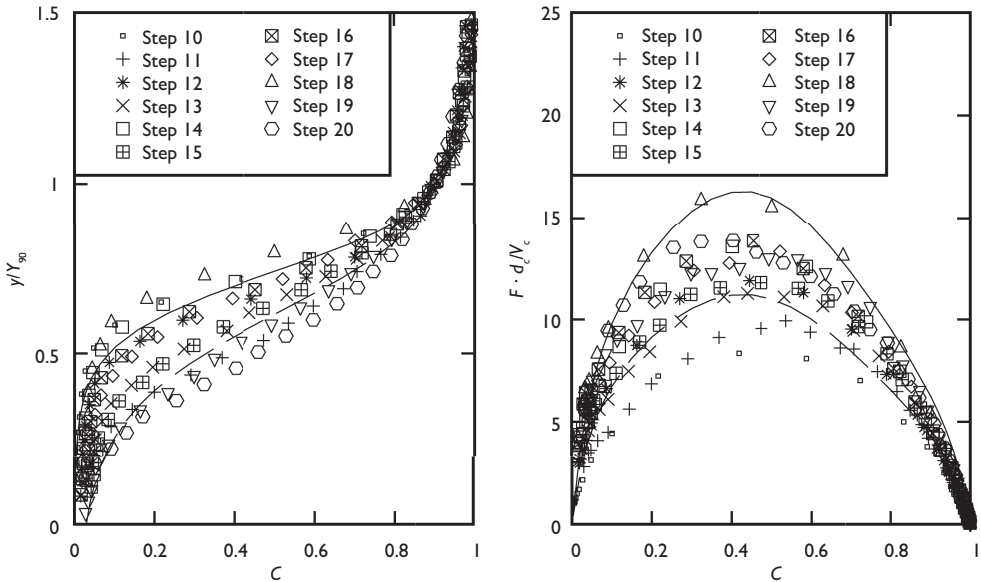 1.5
1
0.5
0
y/Y90
0
0.2
0.4
0.6
0.8
1
C
Step 10
Step 11
Step 12
Step 13
Step 14
Step 15
Step 16
Step 17
Step 18
Step 19
Step 20
25
20
15
10
5
0
F · dc/Vc
0
0.2
0.4
0.6
0.8
1
C
Step 10
Step 11
Step 12
Step 13
Step 14
Step 15
Step 16
Step 17
Step 18
Step 19
Step 20